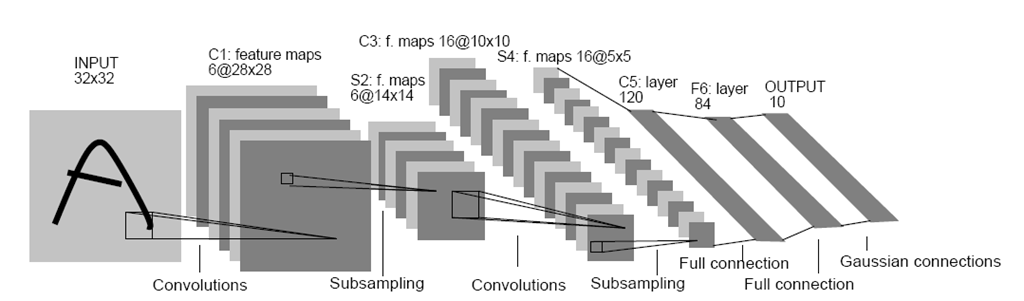 INPUT
32x32
C1: feature maps
6@28x28
S2: f. maps
6@14x14
C3: f. maps 16@10x10
S4: f. maps 16@5x5
C5: layer
120
F6: layer
84
OUTPUT
10
A
Convolutions
Subsampling
Convolutions
Subsampling
Full connection
Full connection
Gaussian connections